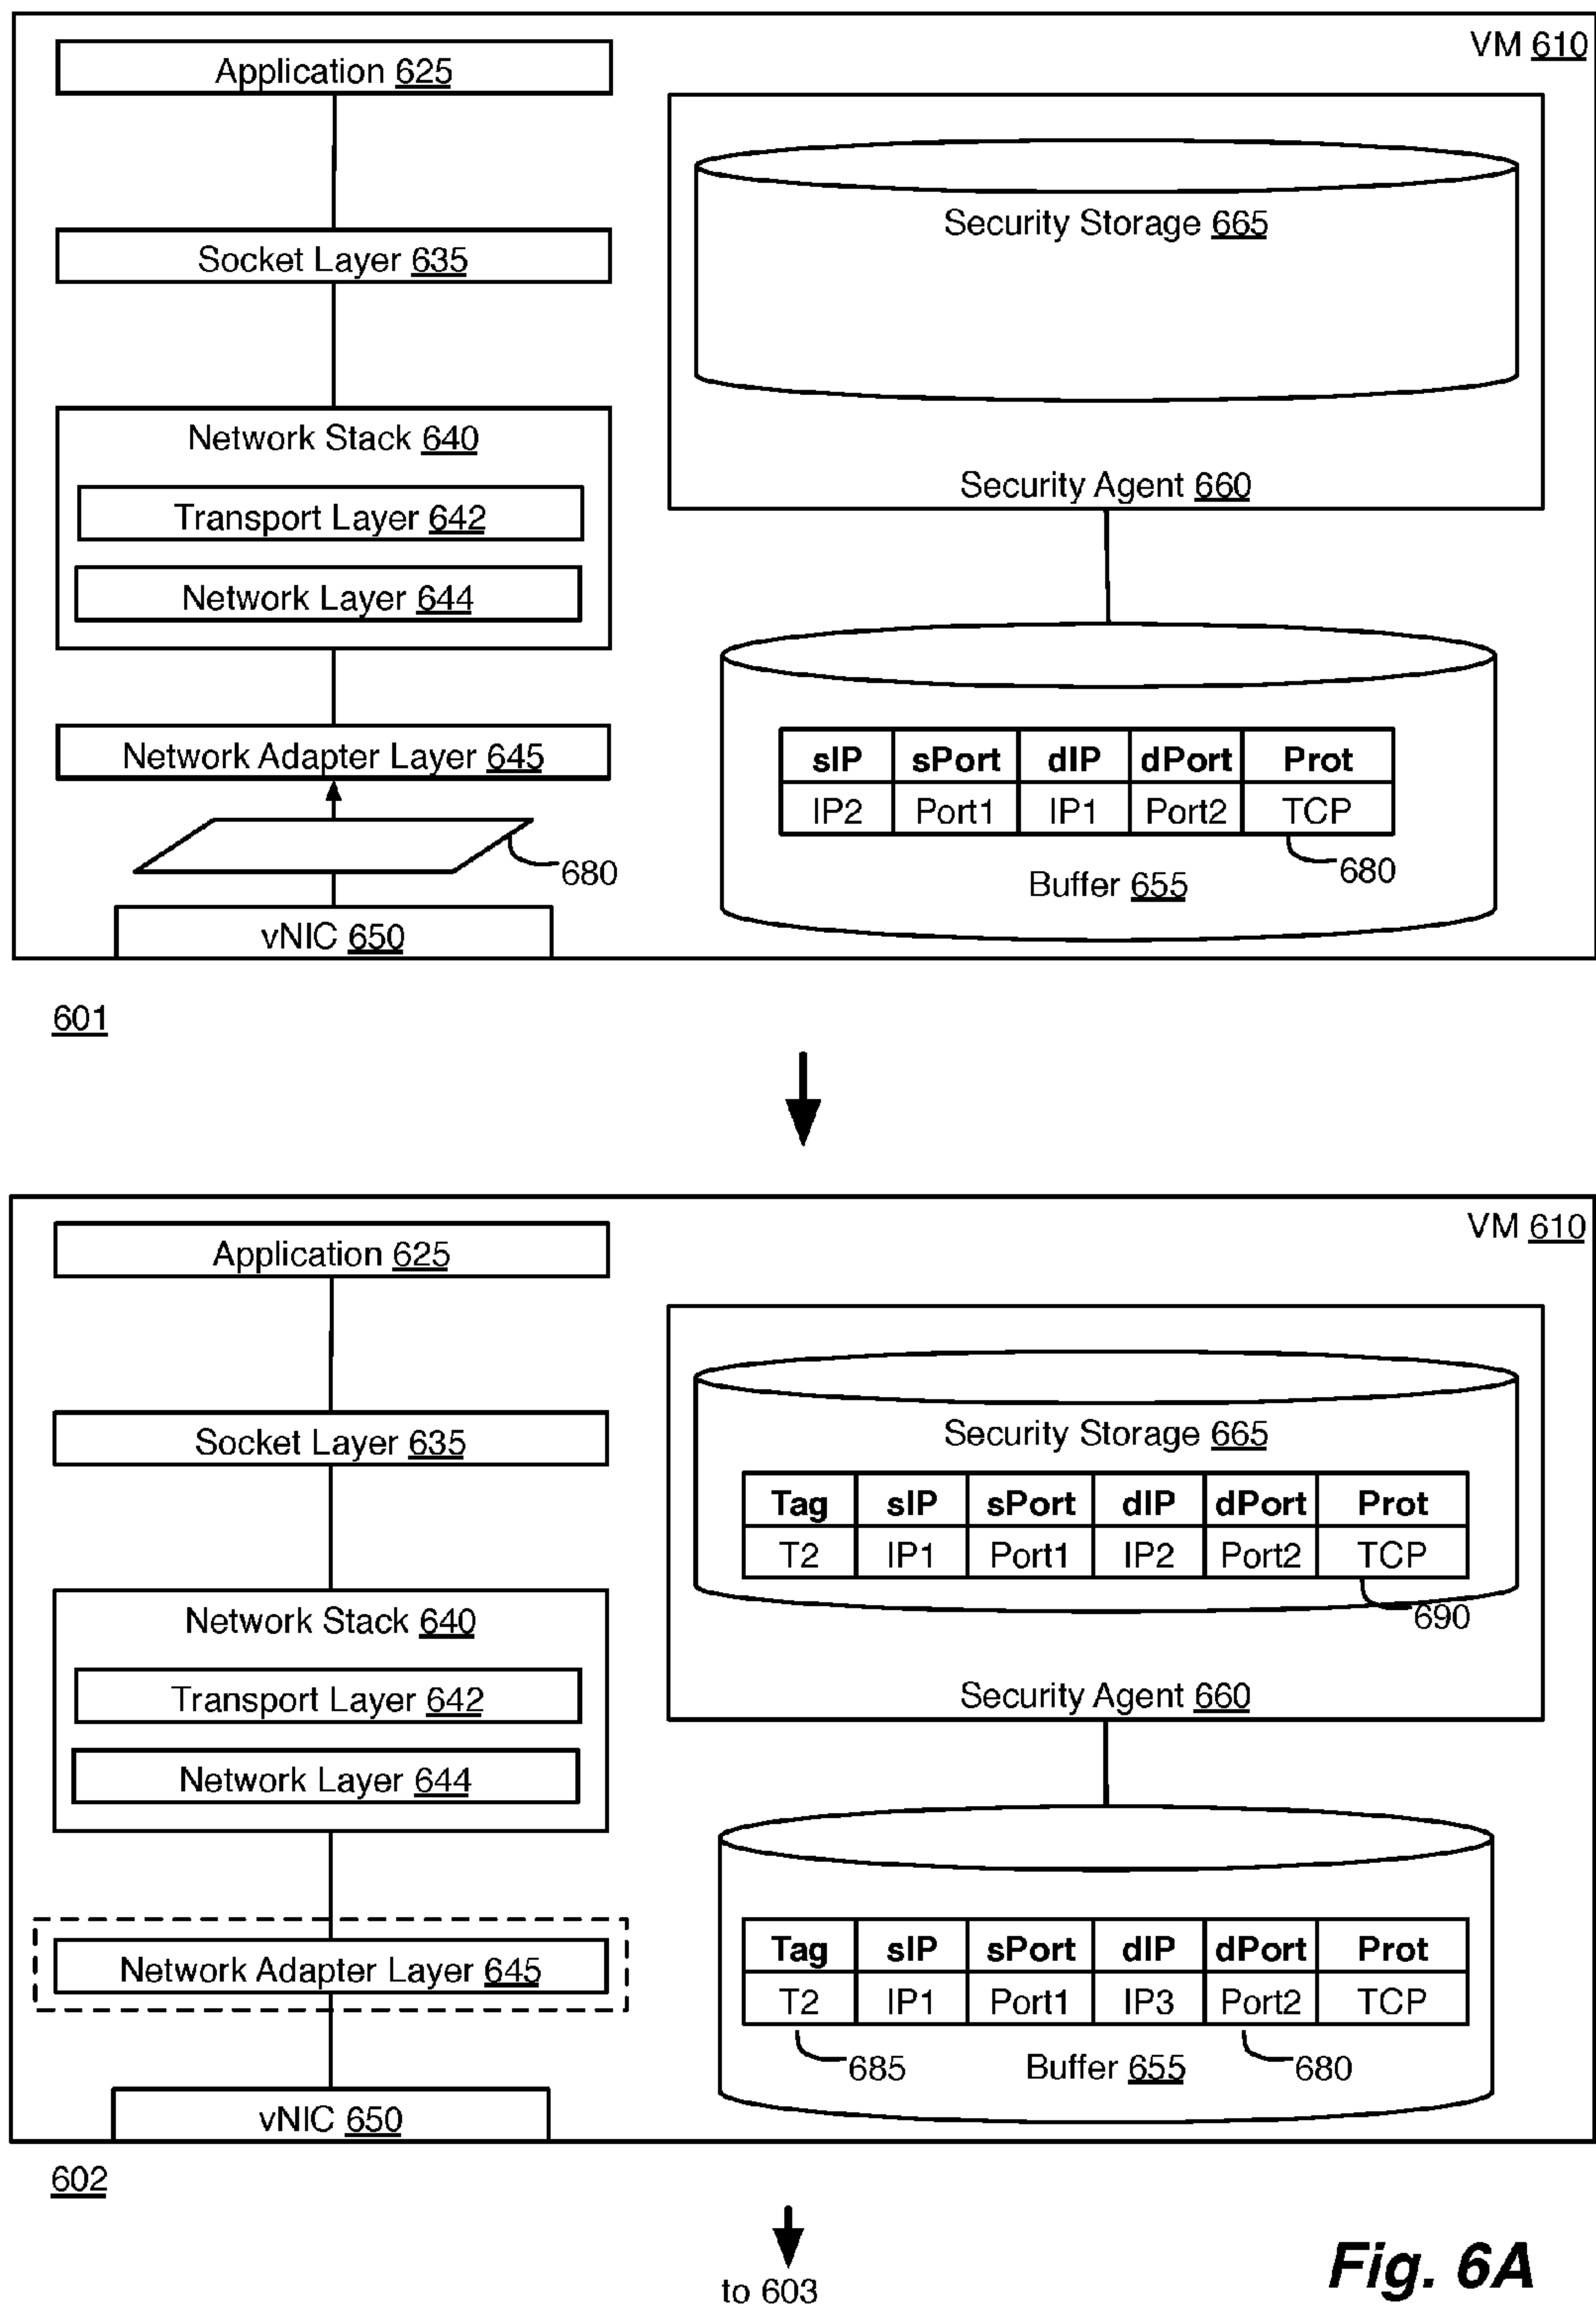 VM 610
Application 625
Socket Layer 635
Network Stack 640
Transport Layer 642
Network Layer 644
Network Adapter Layer 645
680
vNIC 650
Security Storage 665
Security Agent 660
sIP sPort dIP dPort Prot
IP2 Port1 IP1 Port2 TCP
680
Buffer 655
601
VM 610
Application 625
Socket Layer 635
Network Stack 640
Transport Layer 642
Network Layer 644
Network Adapter Layer 645
vNIC 650
Security Storage 665
Tag sIP sPort dIP dPort Prot
T2 IP1 Port1 IP2 Port2 TCP
690
Security Agent 660
Tag sIP sPort dIP dPort Prot
T2 IP1 Port1 IP3 Port2 TCP
685 Buffer 655 680
602
to 603
Fig. 6A